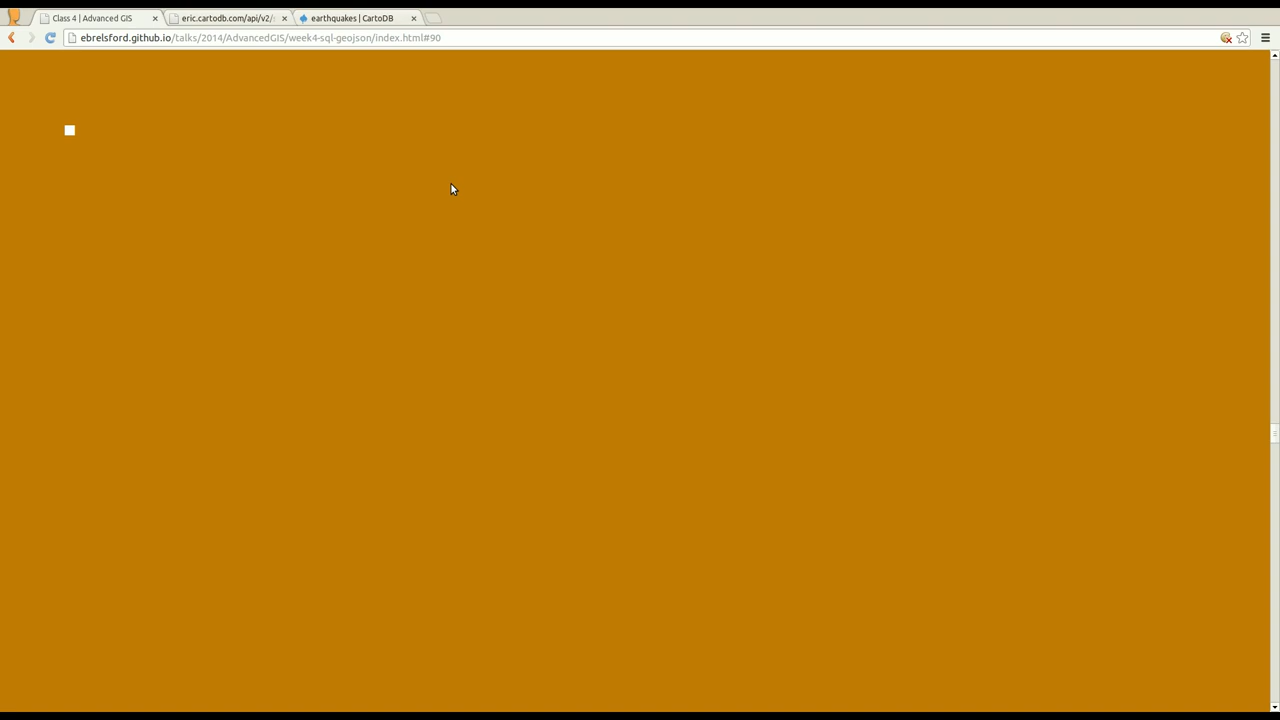 Class 4 | Advanced GIS
eric.cartodb.com/api/v2/
earthquakes | CartoDB
ebrelsford.github.io/talks/2014/AdvancedGIS/week4-sql-geojson/index.html#90